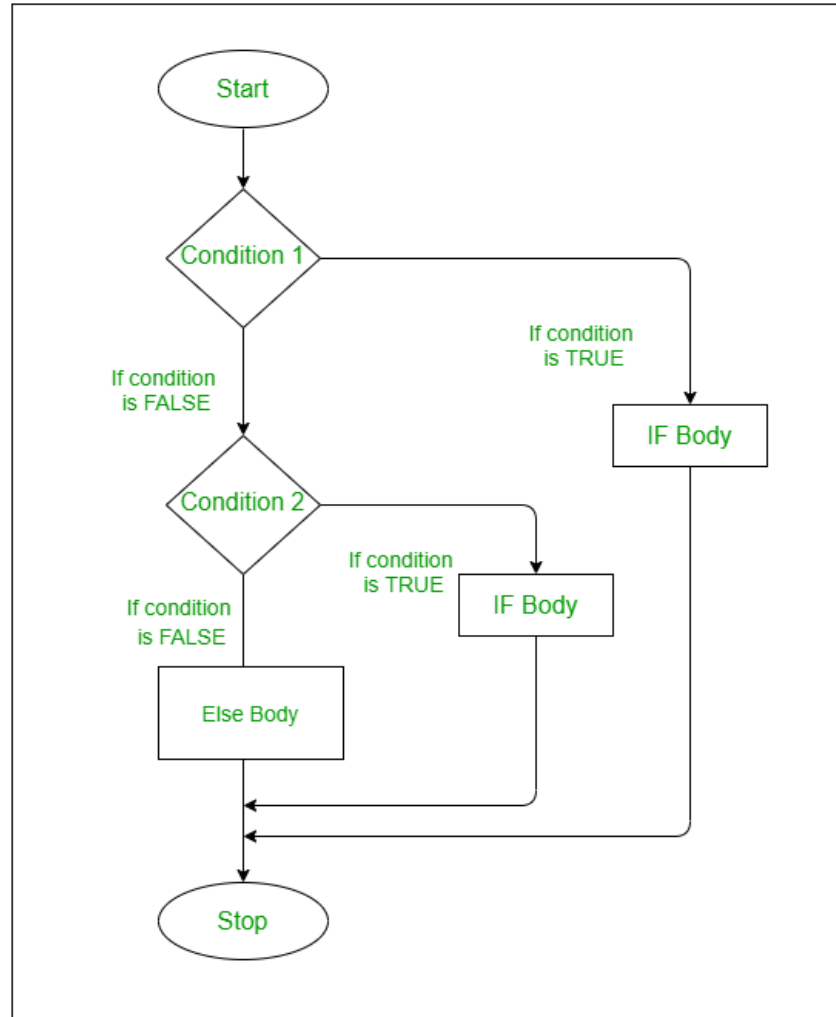 Start
Condition 1
If condition
is TRUE
If condition
is FALSE
IF Body
Condition 2
If condition
is TRUE
IF Body
If condition
is FALSE
Else Body
Stop